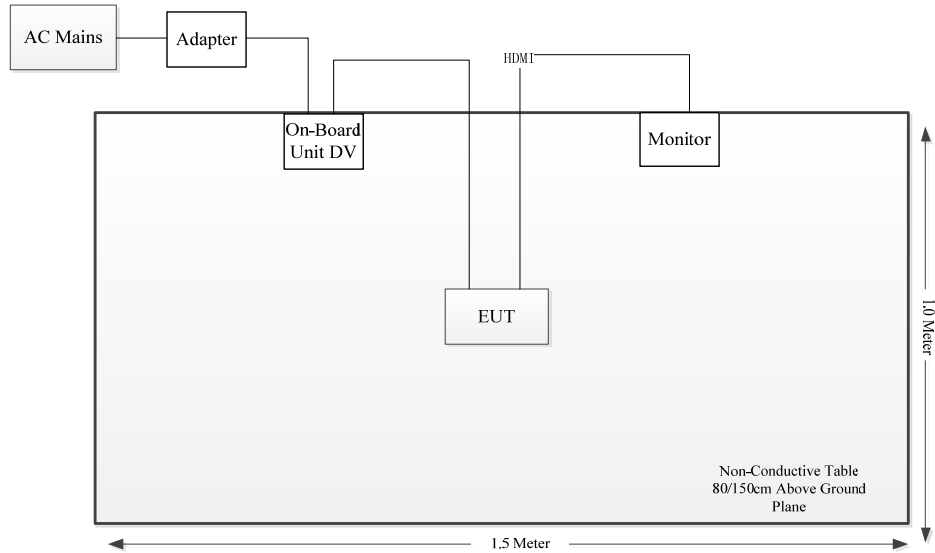 AC Mains
Adapter
HDMI
On-Board
Unit DV
Monitor
EUT
1.0 Meter
Non-Conductive Table
80/150cm Above Ground
Plane
1.5 Meter